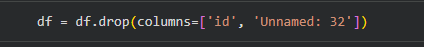 df = df.drop(columns=['id', 'Unnamed: 32'])